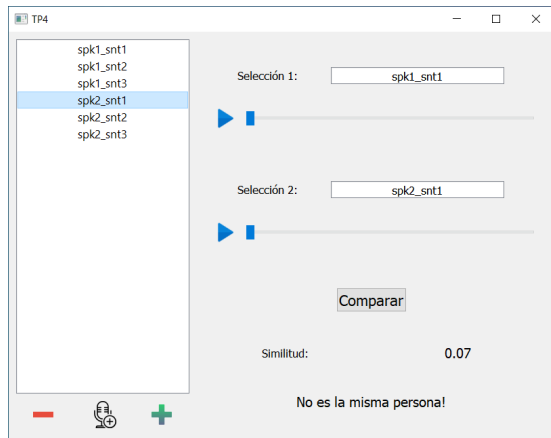 TP4
spk1_snt1
spk1_snt2
spk1_snt3
spk2_snt1
spk2_snt2
spk2_snt3
Selección 1:
spk1_snt1
Selección 2:
spk2_snt1
Comparar
Similitud:
0.07
No es la misma persona!